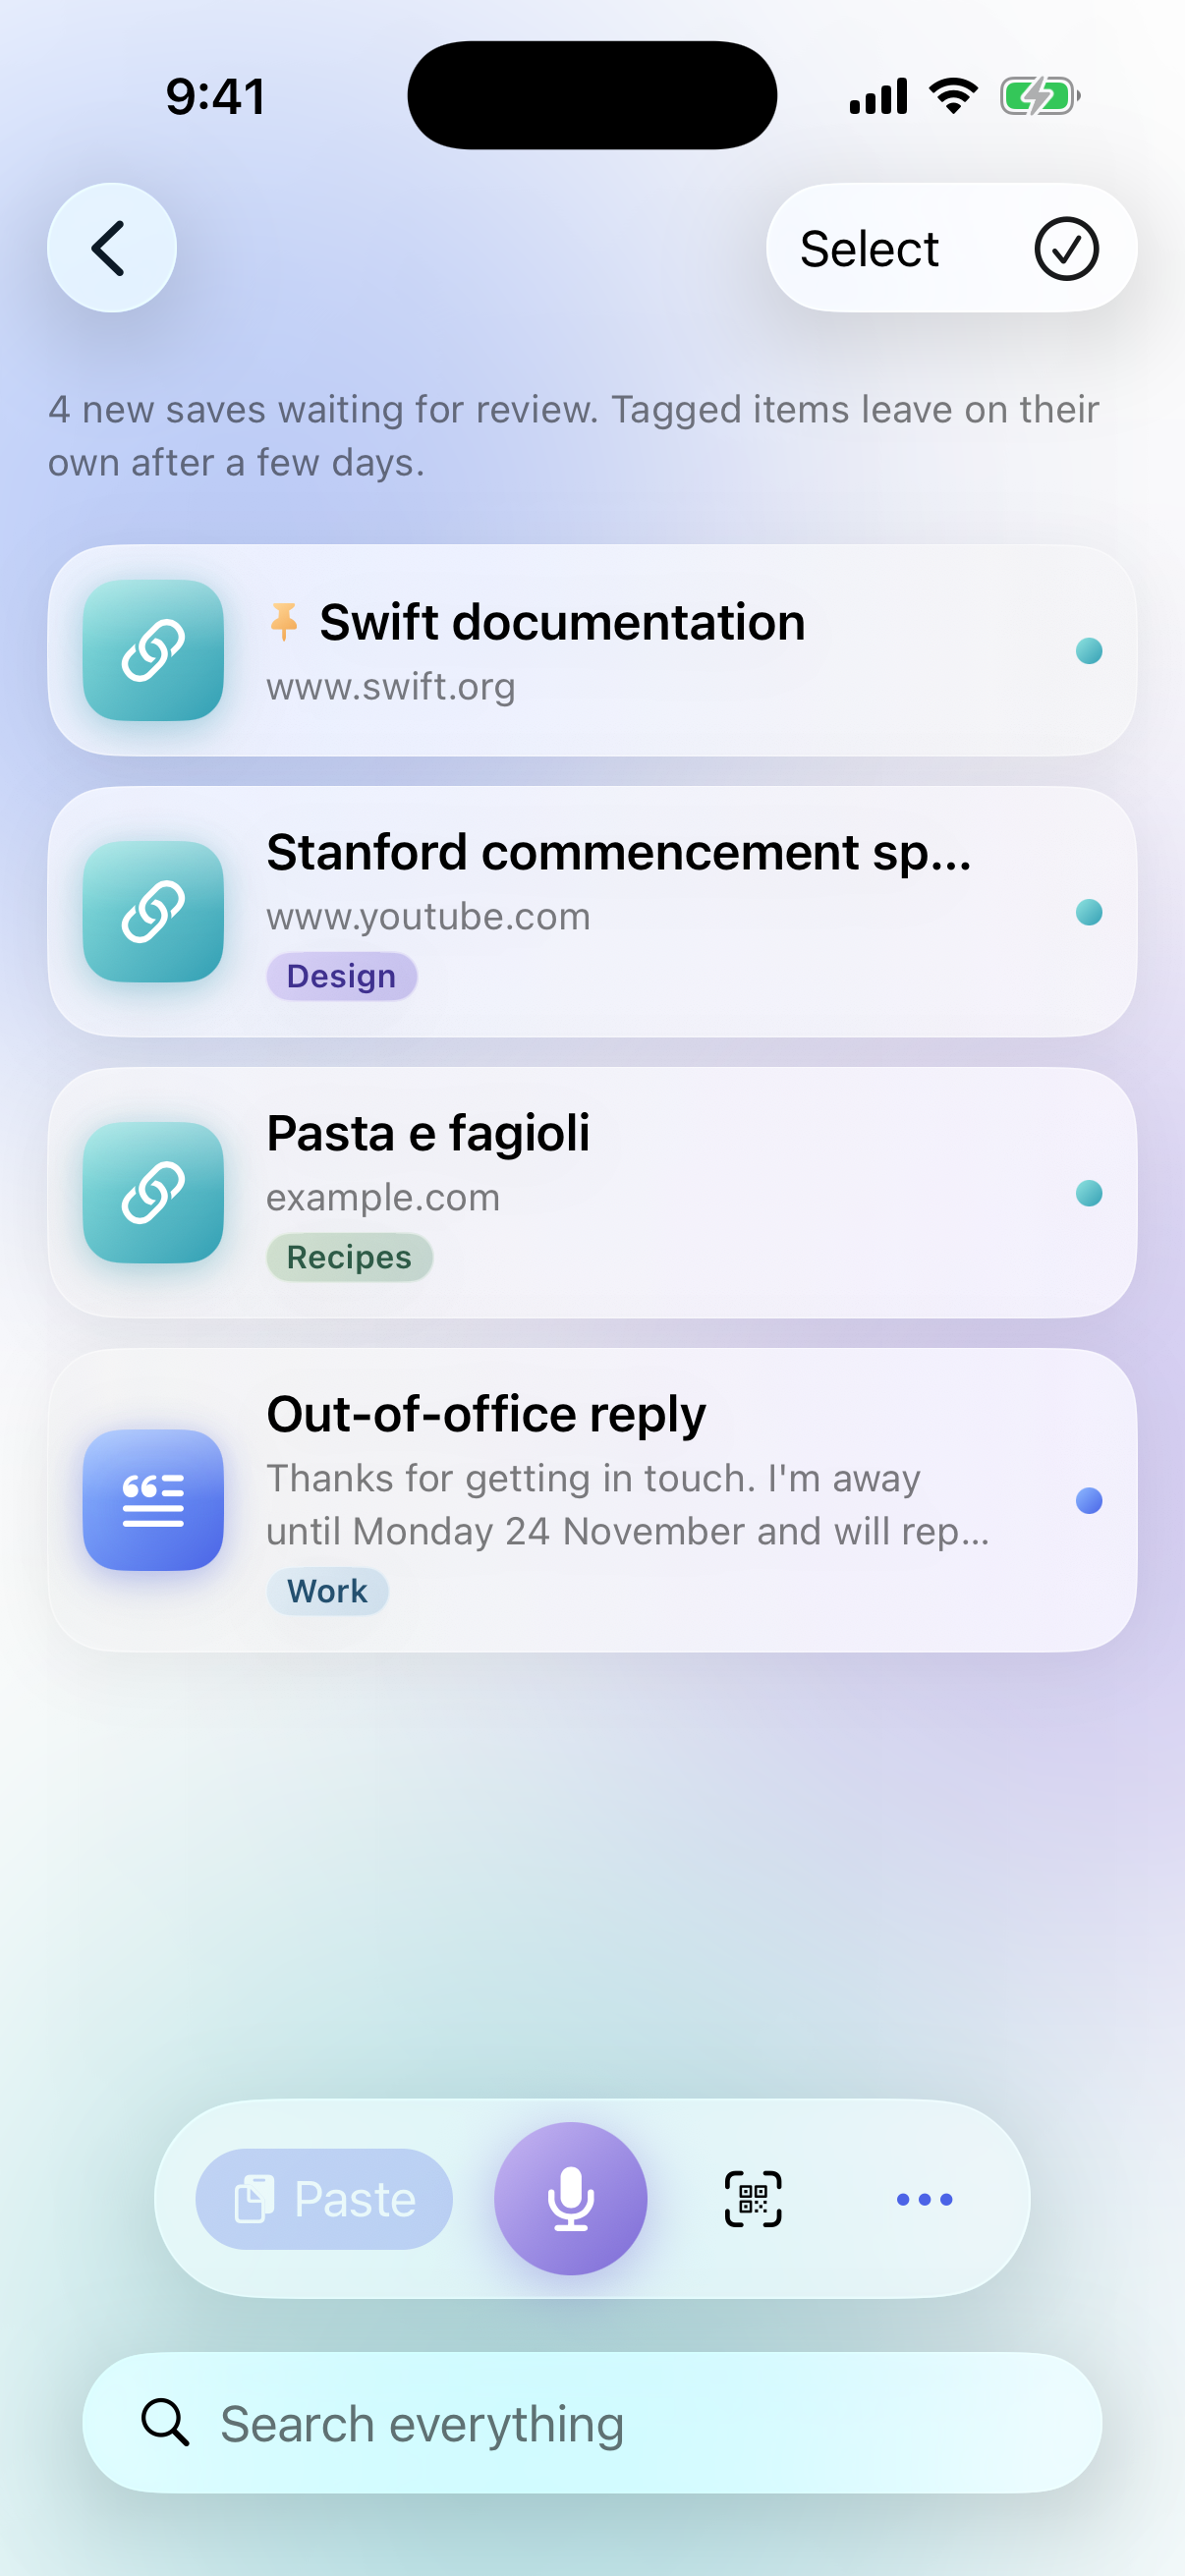 9:41
Select
4 new saves waiting for review. Tagged items leave on their
own after a few days.
Swift documentation
www.swift.org
Stanford commencement sp...
www.youtube.com
Design
Pasta e fagioli
example.com
Recipes
Out-of-office reply
Thanks for getting in touch. I'm away
until Monday 24 November and will rep...
Work
Paste
Search everything